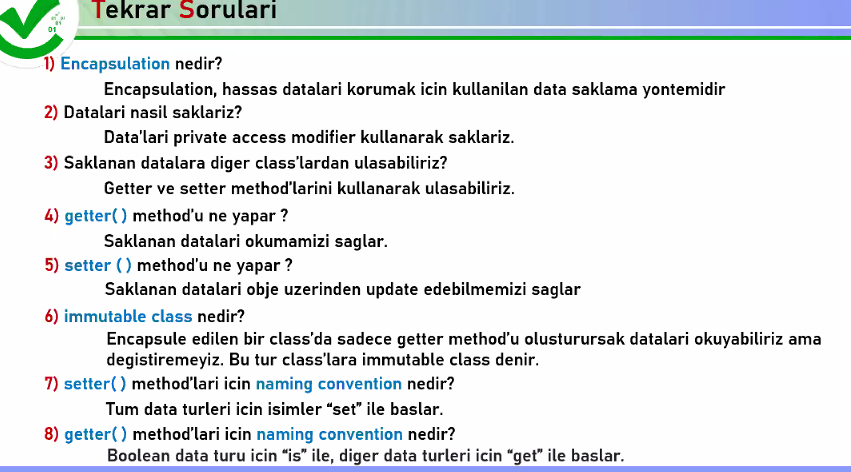 Tekrar Sorulari
1) Encapsulation nedir?
Encapsulation, hassas datalari korumak icin kullanilan data saklama yontemidir
2) Datalari nasil saklariz?
Data'lari private access modifier kullanarak saklariz.
3) Saklanan datalara diger class'lardan ulasabiliriz?
Getter ve setter method'larini kullanarak ulasabiliriz.
4) getter( ) method'u ne yapar ?
Saklanan datalari okumamizi saglar.
5) setter ( ) method'u ne yapar ?
Saklanan datalari obje uzerinden update edebilmemizi saglar
6) immutable class nedir?
Encapsule edilen bir class'da sadece getter method'u olusturursak datalari okuyabiliriz ama
degistiremeyiz. Bu tur class'lara immutable class denir.
7) setter( ) method'lari icin naming convention nedir?
Tum data turleri icin isimler “set” ile baslar.
8) getter( ) method'lari icin naming convention nedir?
Boolean data turu icin “is” ile, diger data turleri icin “get” ile baslar.